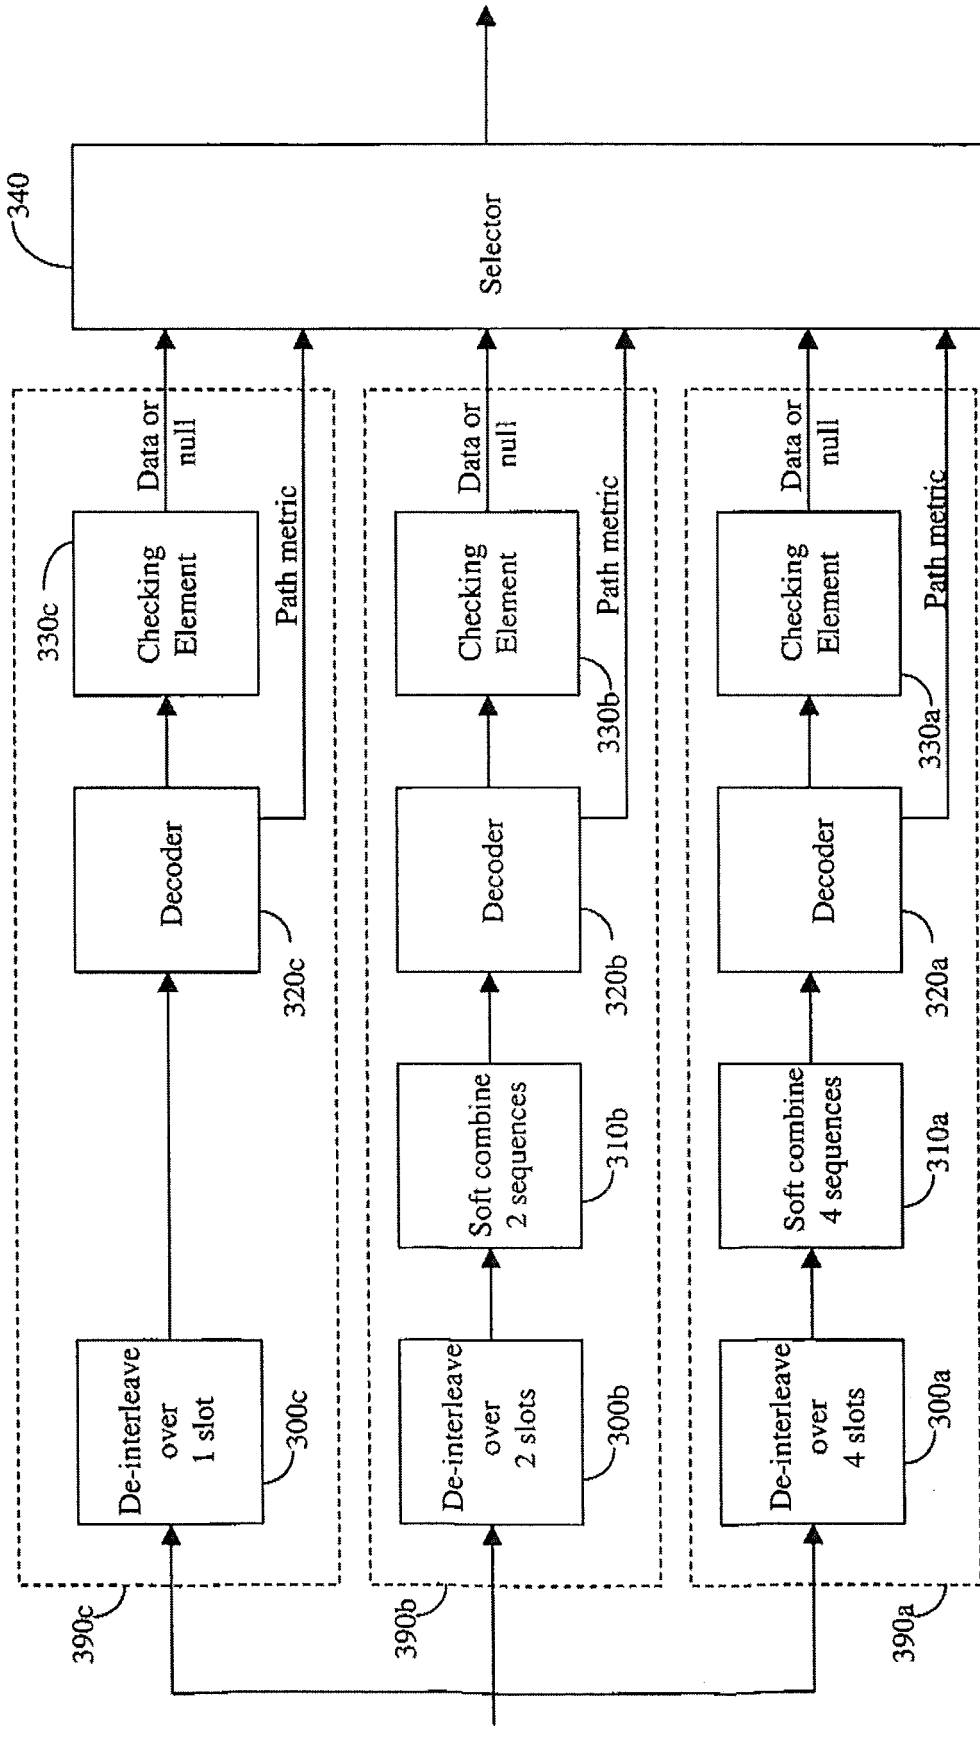 340
Selector
330c
Checking
Element
Data or
null
Path metric
Decoder
320c
De-interleave
over
1 slot
300c
390c
Checking
Element
330b
Data or
null
Path metric
Decoder
320b
Soft combine
2 sequences
310b
De-interleave
over
2 slots
300b
390b
Checking
Element
330a
Data or
null
Path metric
Decoder
320a
Soft combine
4 sequences
310a
De-interleave
over
4 slots
300a
390a